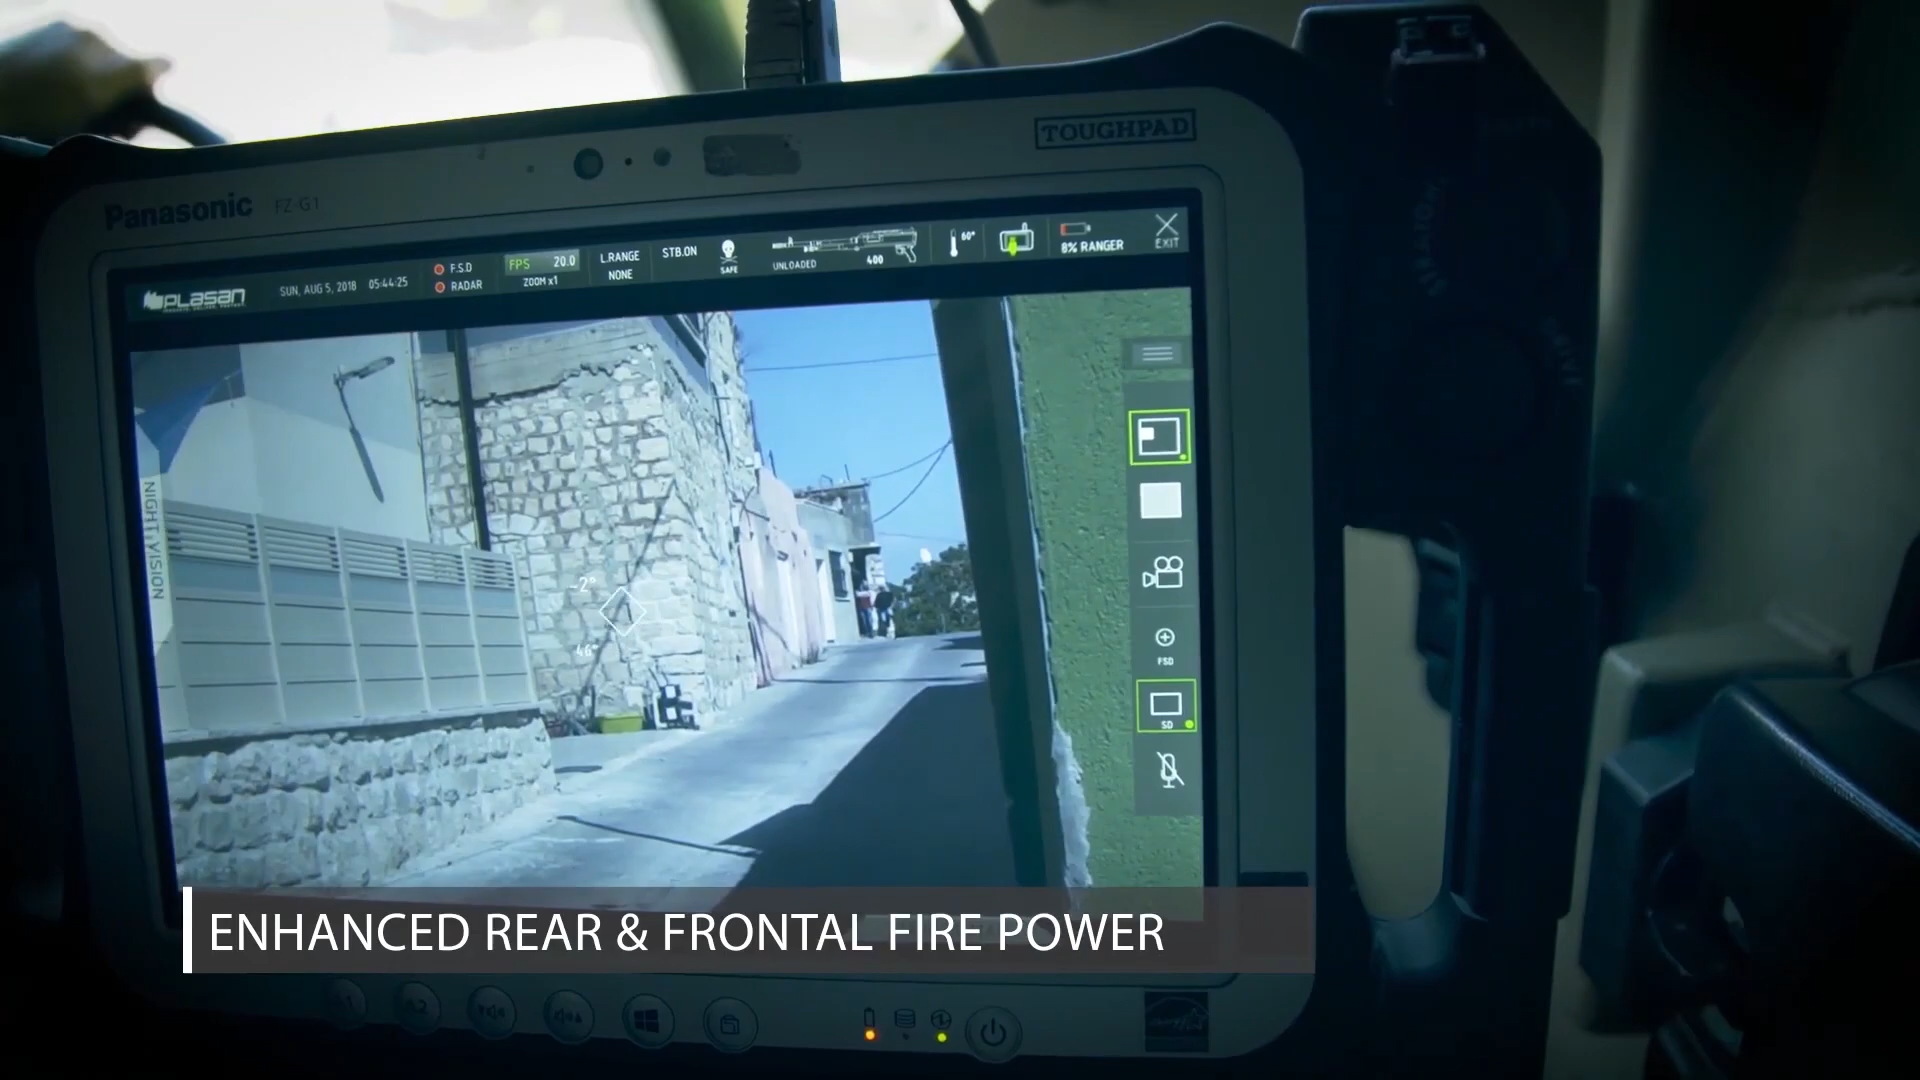 TOUGHPAD
Panasonic FZ-G1
PLASAN
SUN, AUG 5, 2018 05:44:25
F.S.D
RADAR
FPS 20.0
ZOOM x1
L.RANGE
NONE
STB.ON
SAFE
UNLOADED 400
60°
8% RANGER
EXIT
NIGHT VISION
-2°
46°
FSD
SD
ENHANCED REAR & FRONTAL FIRE POWER
A2